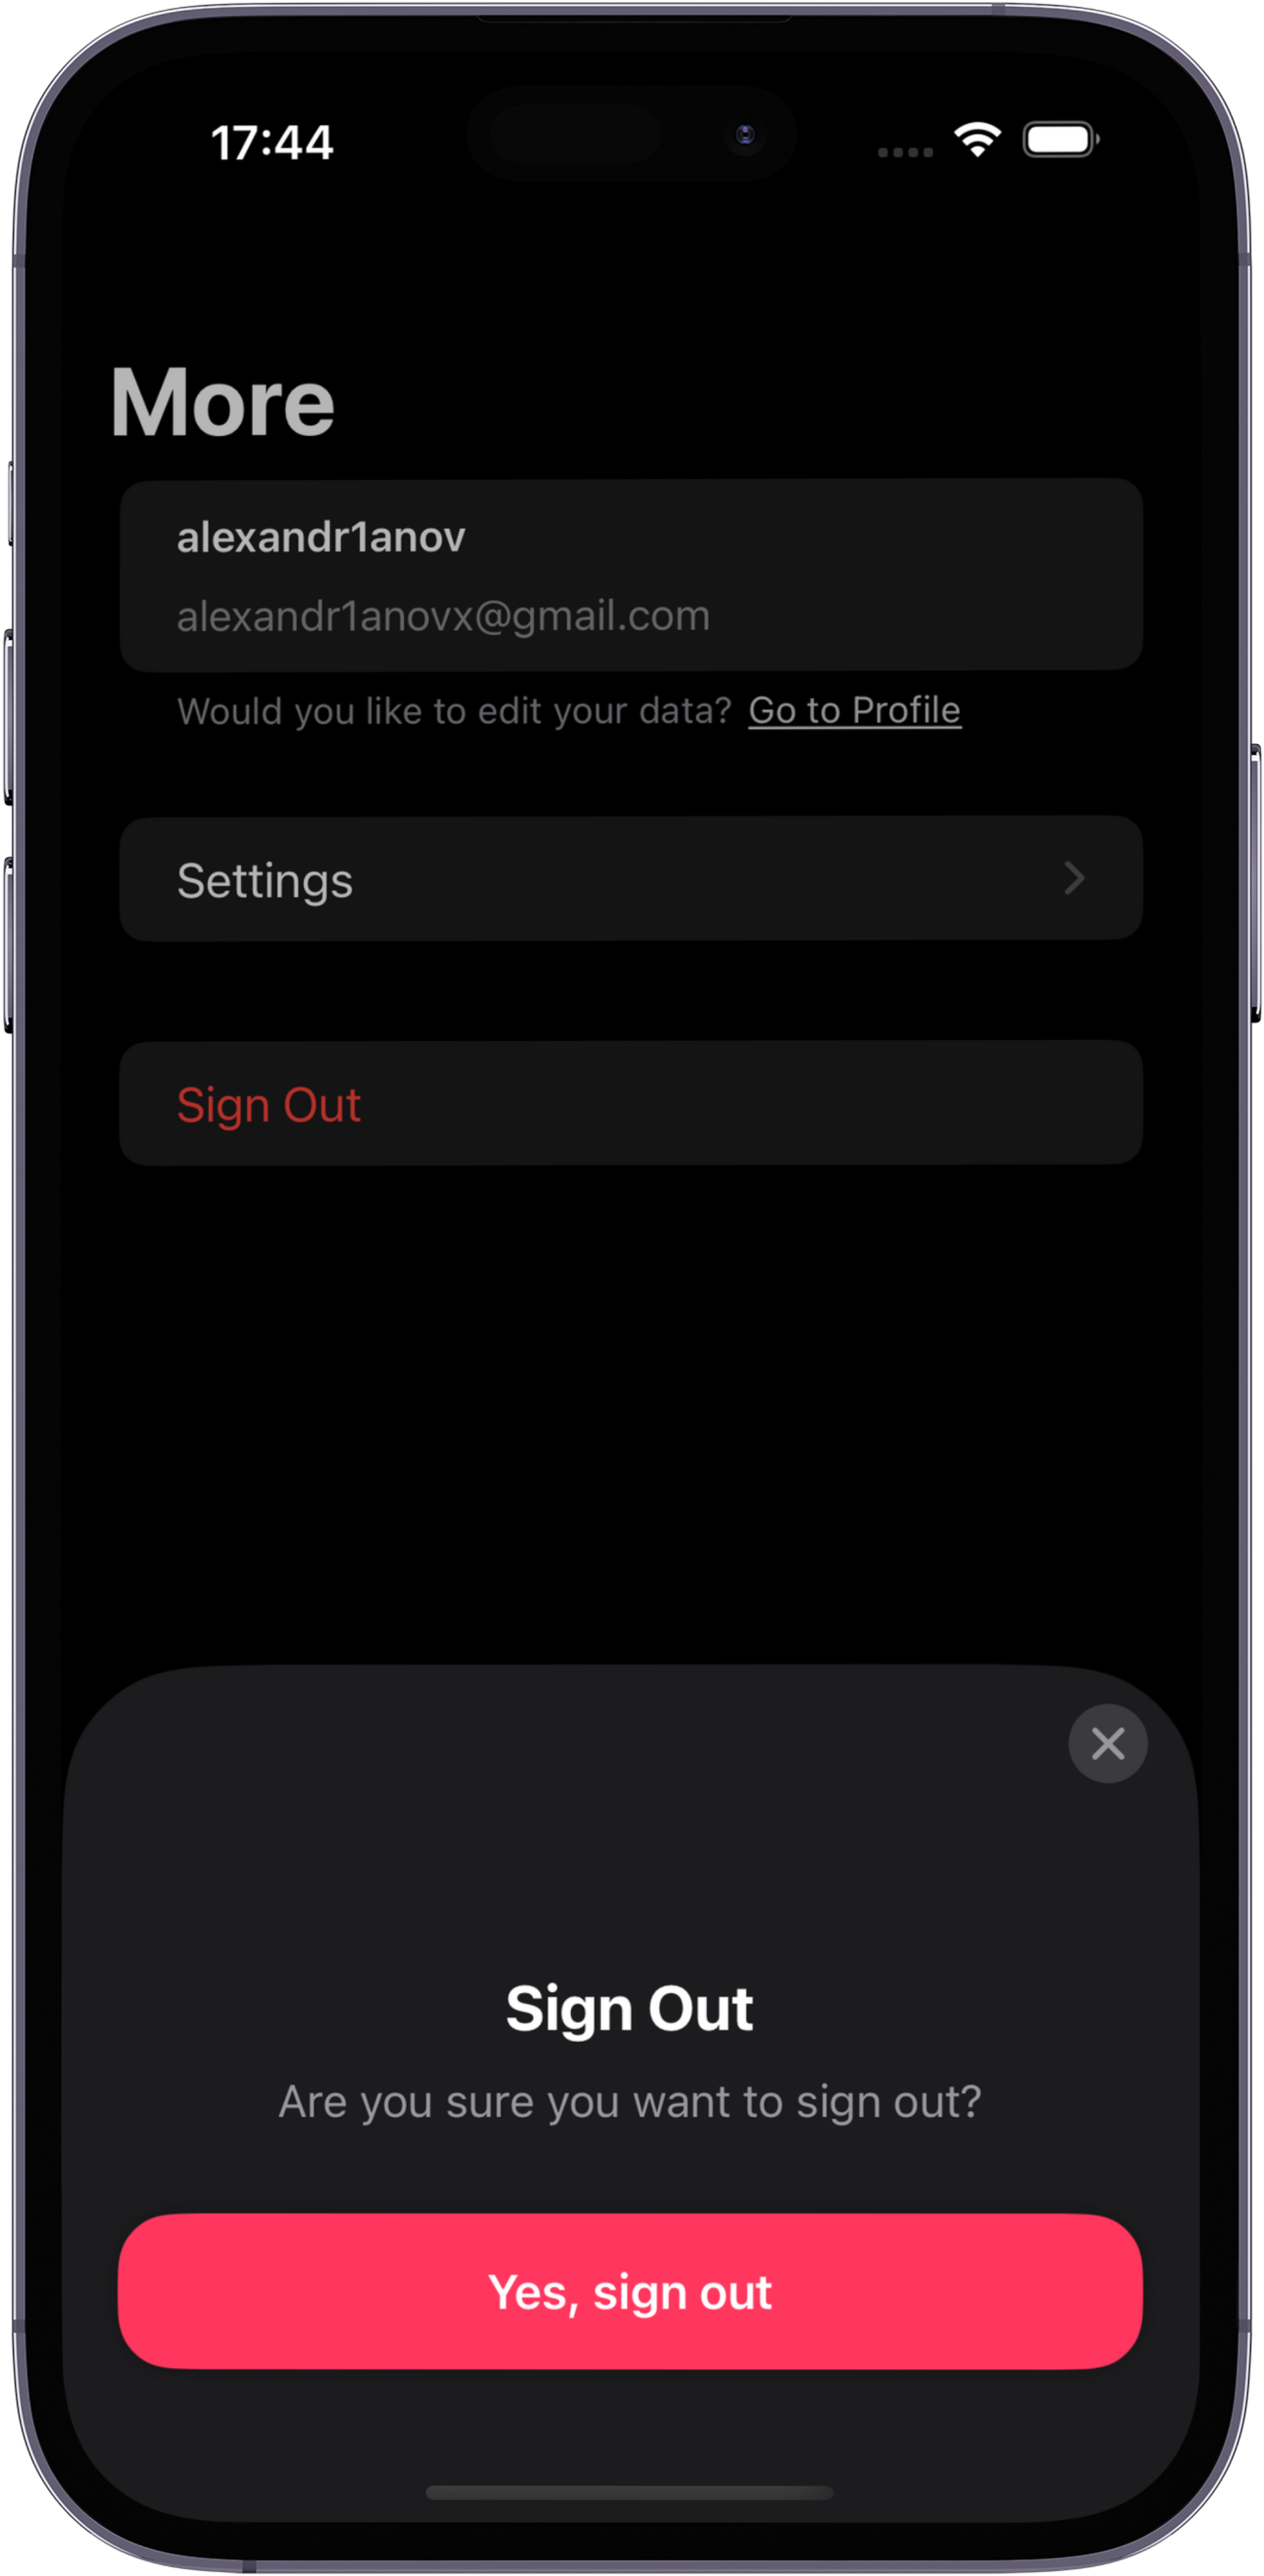 17:44
More
alexandr1anov
alexandr1anovx@gmail.com
Would you like to edit your data? Go to Profile
Settings
Sign Out
Sign Out
Are you sure you want to sign out?
Yes, sign out